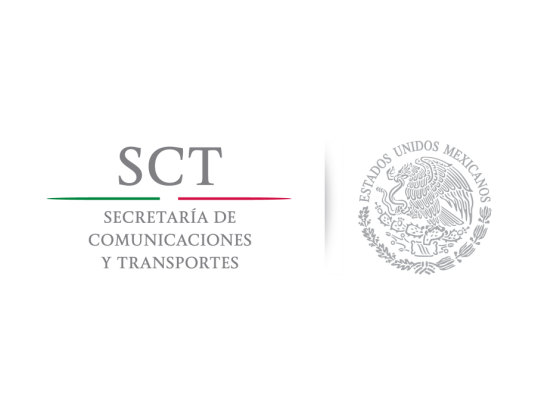 SCT
SECRETARÍA DE
COMUNICACIONES
Y TRANSPORTES
ESTADOS UNIDOS MEXICANOS